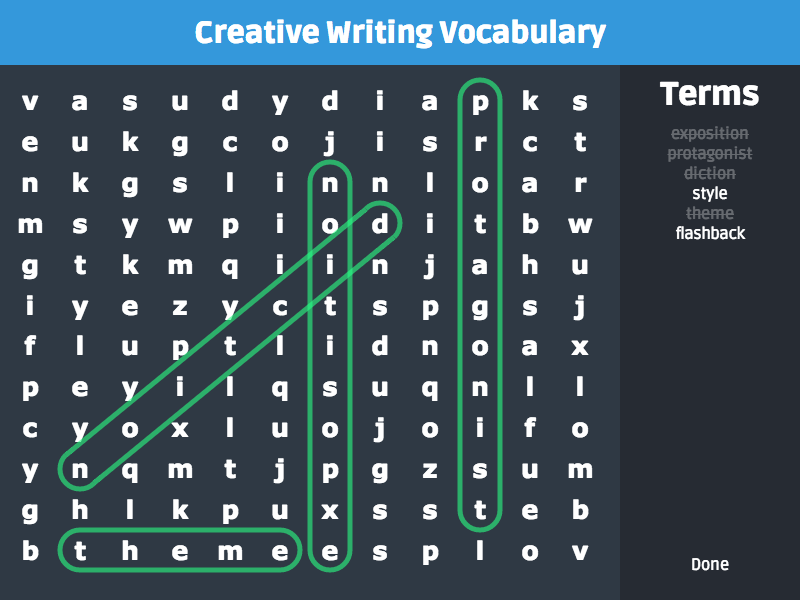 Creative Writing Vocabulary
v a s u d y d i a p k s
e u k g c o j i s r c t
n k g s l i n n l o a r
m s y w p i o d i t b w
g t k m q i i n j a h u
i y e z y c t s p g s j
f l u p t l i d n o a x
p e y i l q s u q n l l
c y o x l u o j o i f o
y n q m t j p g z s u m
g h l k p u x s s t e b
b t h e m e e s p l o v
Terms
exposition
protagonist
diction
style
theme
flashback
Done